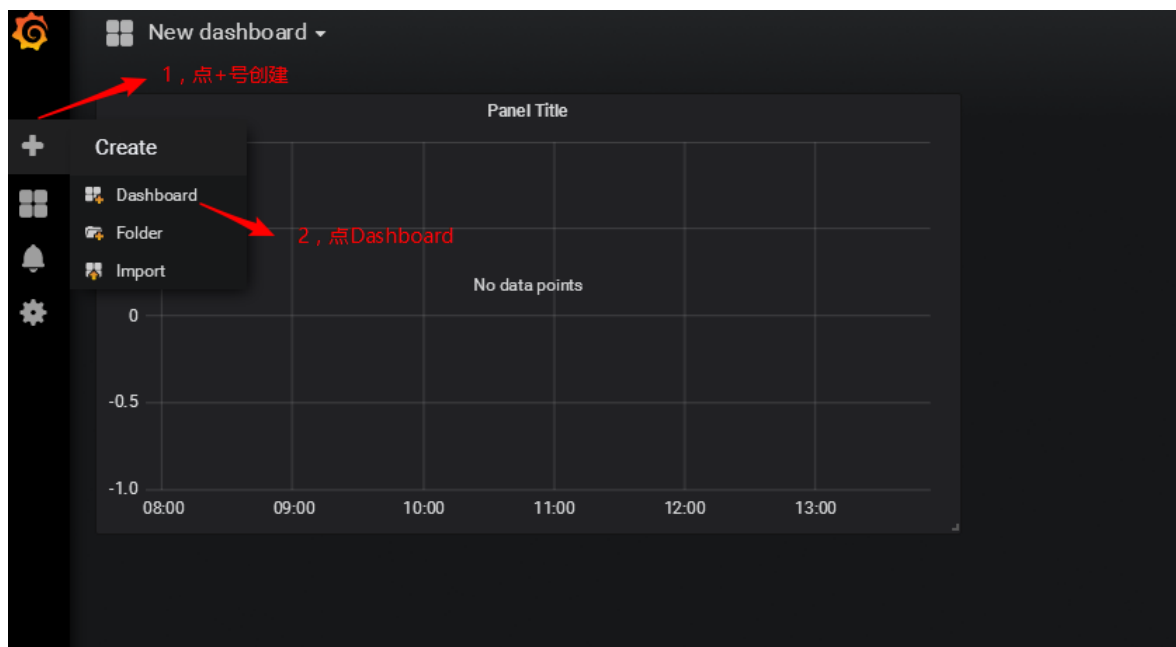 New dashboard
1，点+号创建
Panel Title
Create
Dashboard
Folder
2，点Dashboard
Import
No data points
0
-0.5
-1.0
08:00 09:00 10:00 11:00 12:00 13:00